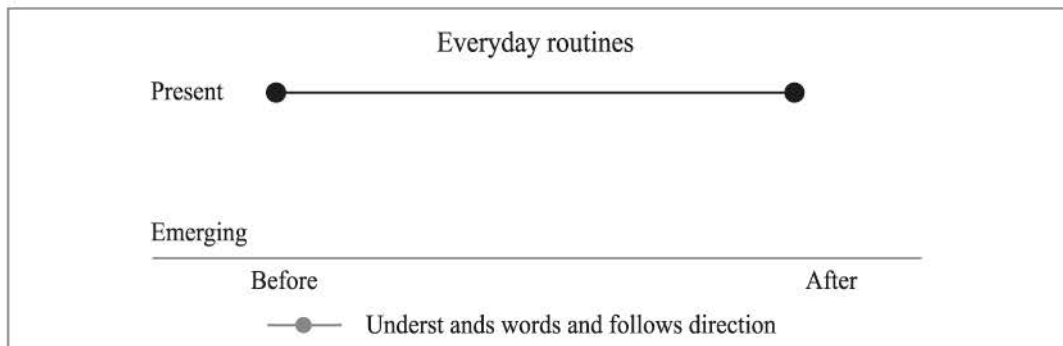 Everyday routines
Present
Emerging
Before After
Underst ands words and follows direction